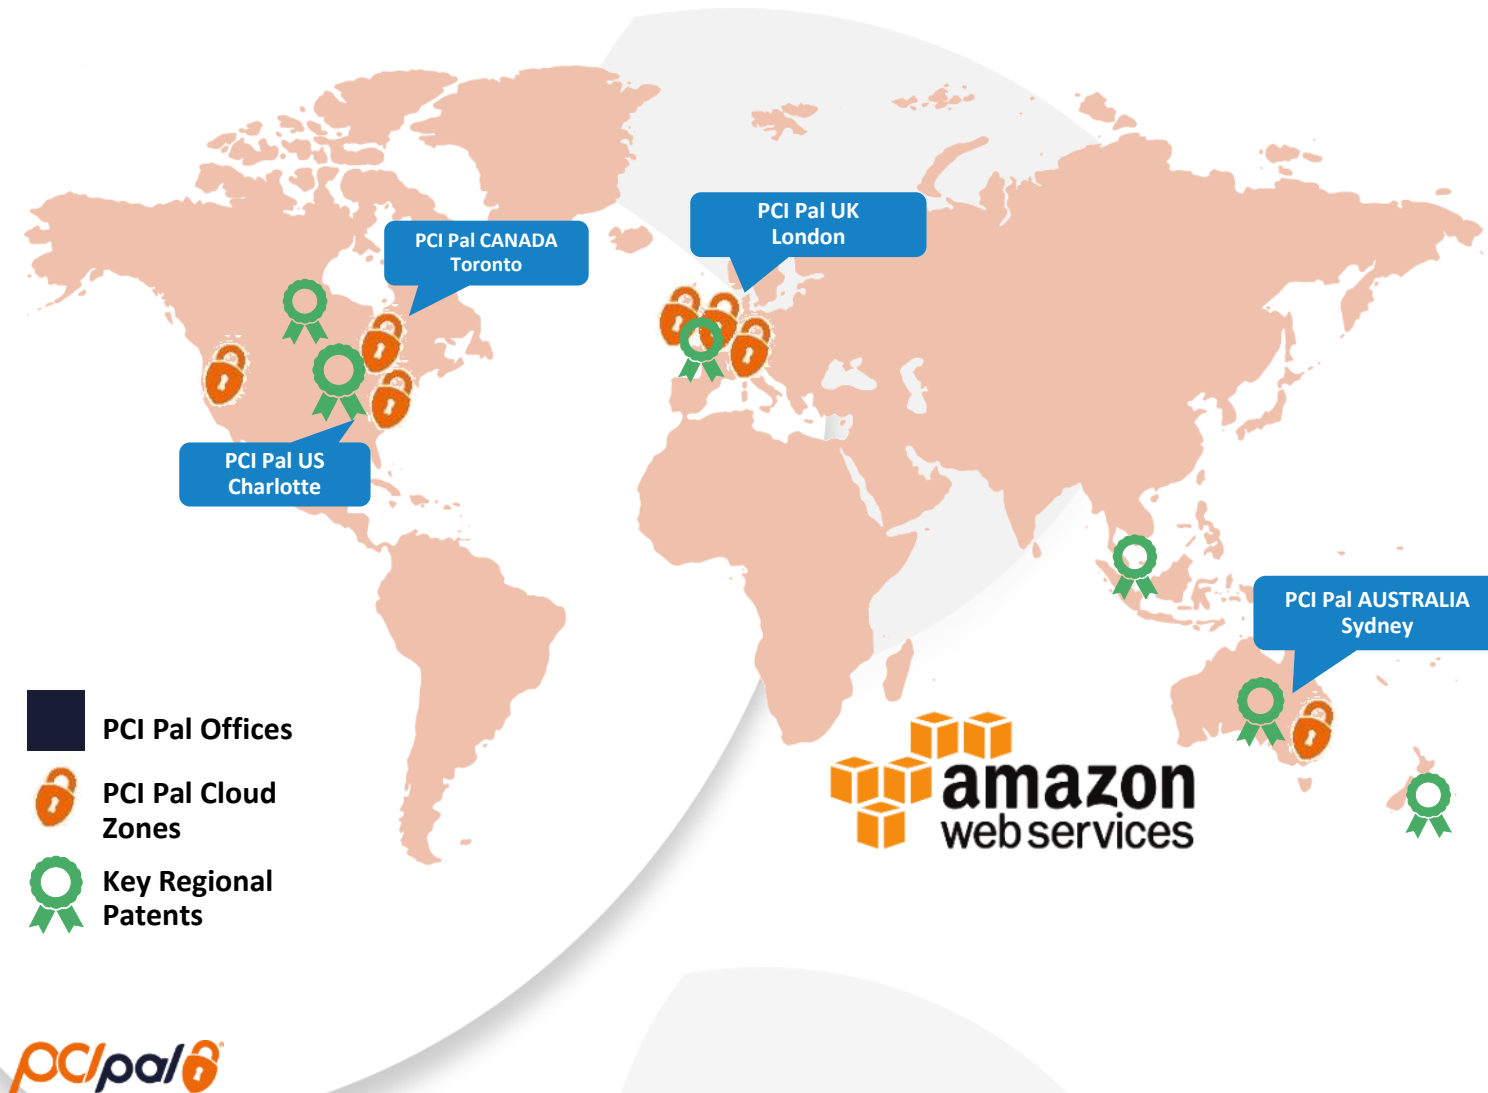 PCI Pal UK
London
PCI Pal CANADA
Toronto
PCI Pal US
Charlotte
PCI Pal AUSTRALIA
Sydney
PCI Pal Offices
PCI Pal Cloud
Zones
Key Regional
Patents
amazon
web services
pcipal